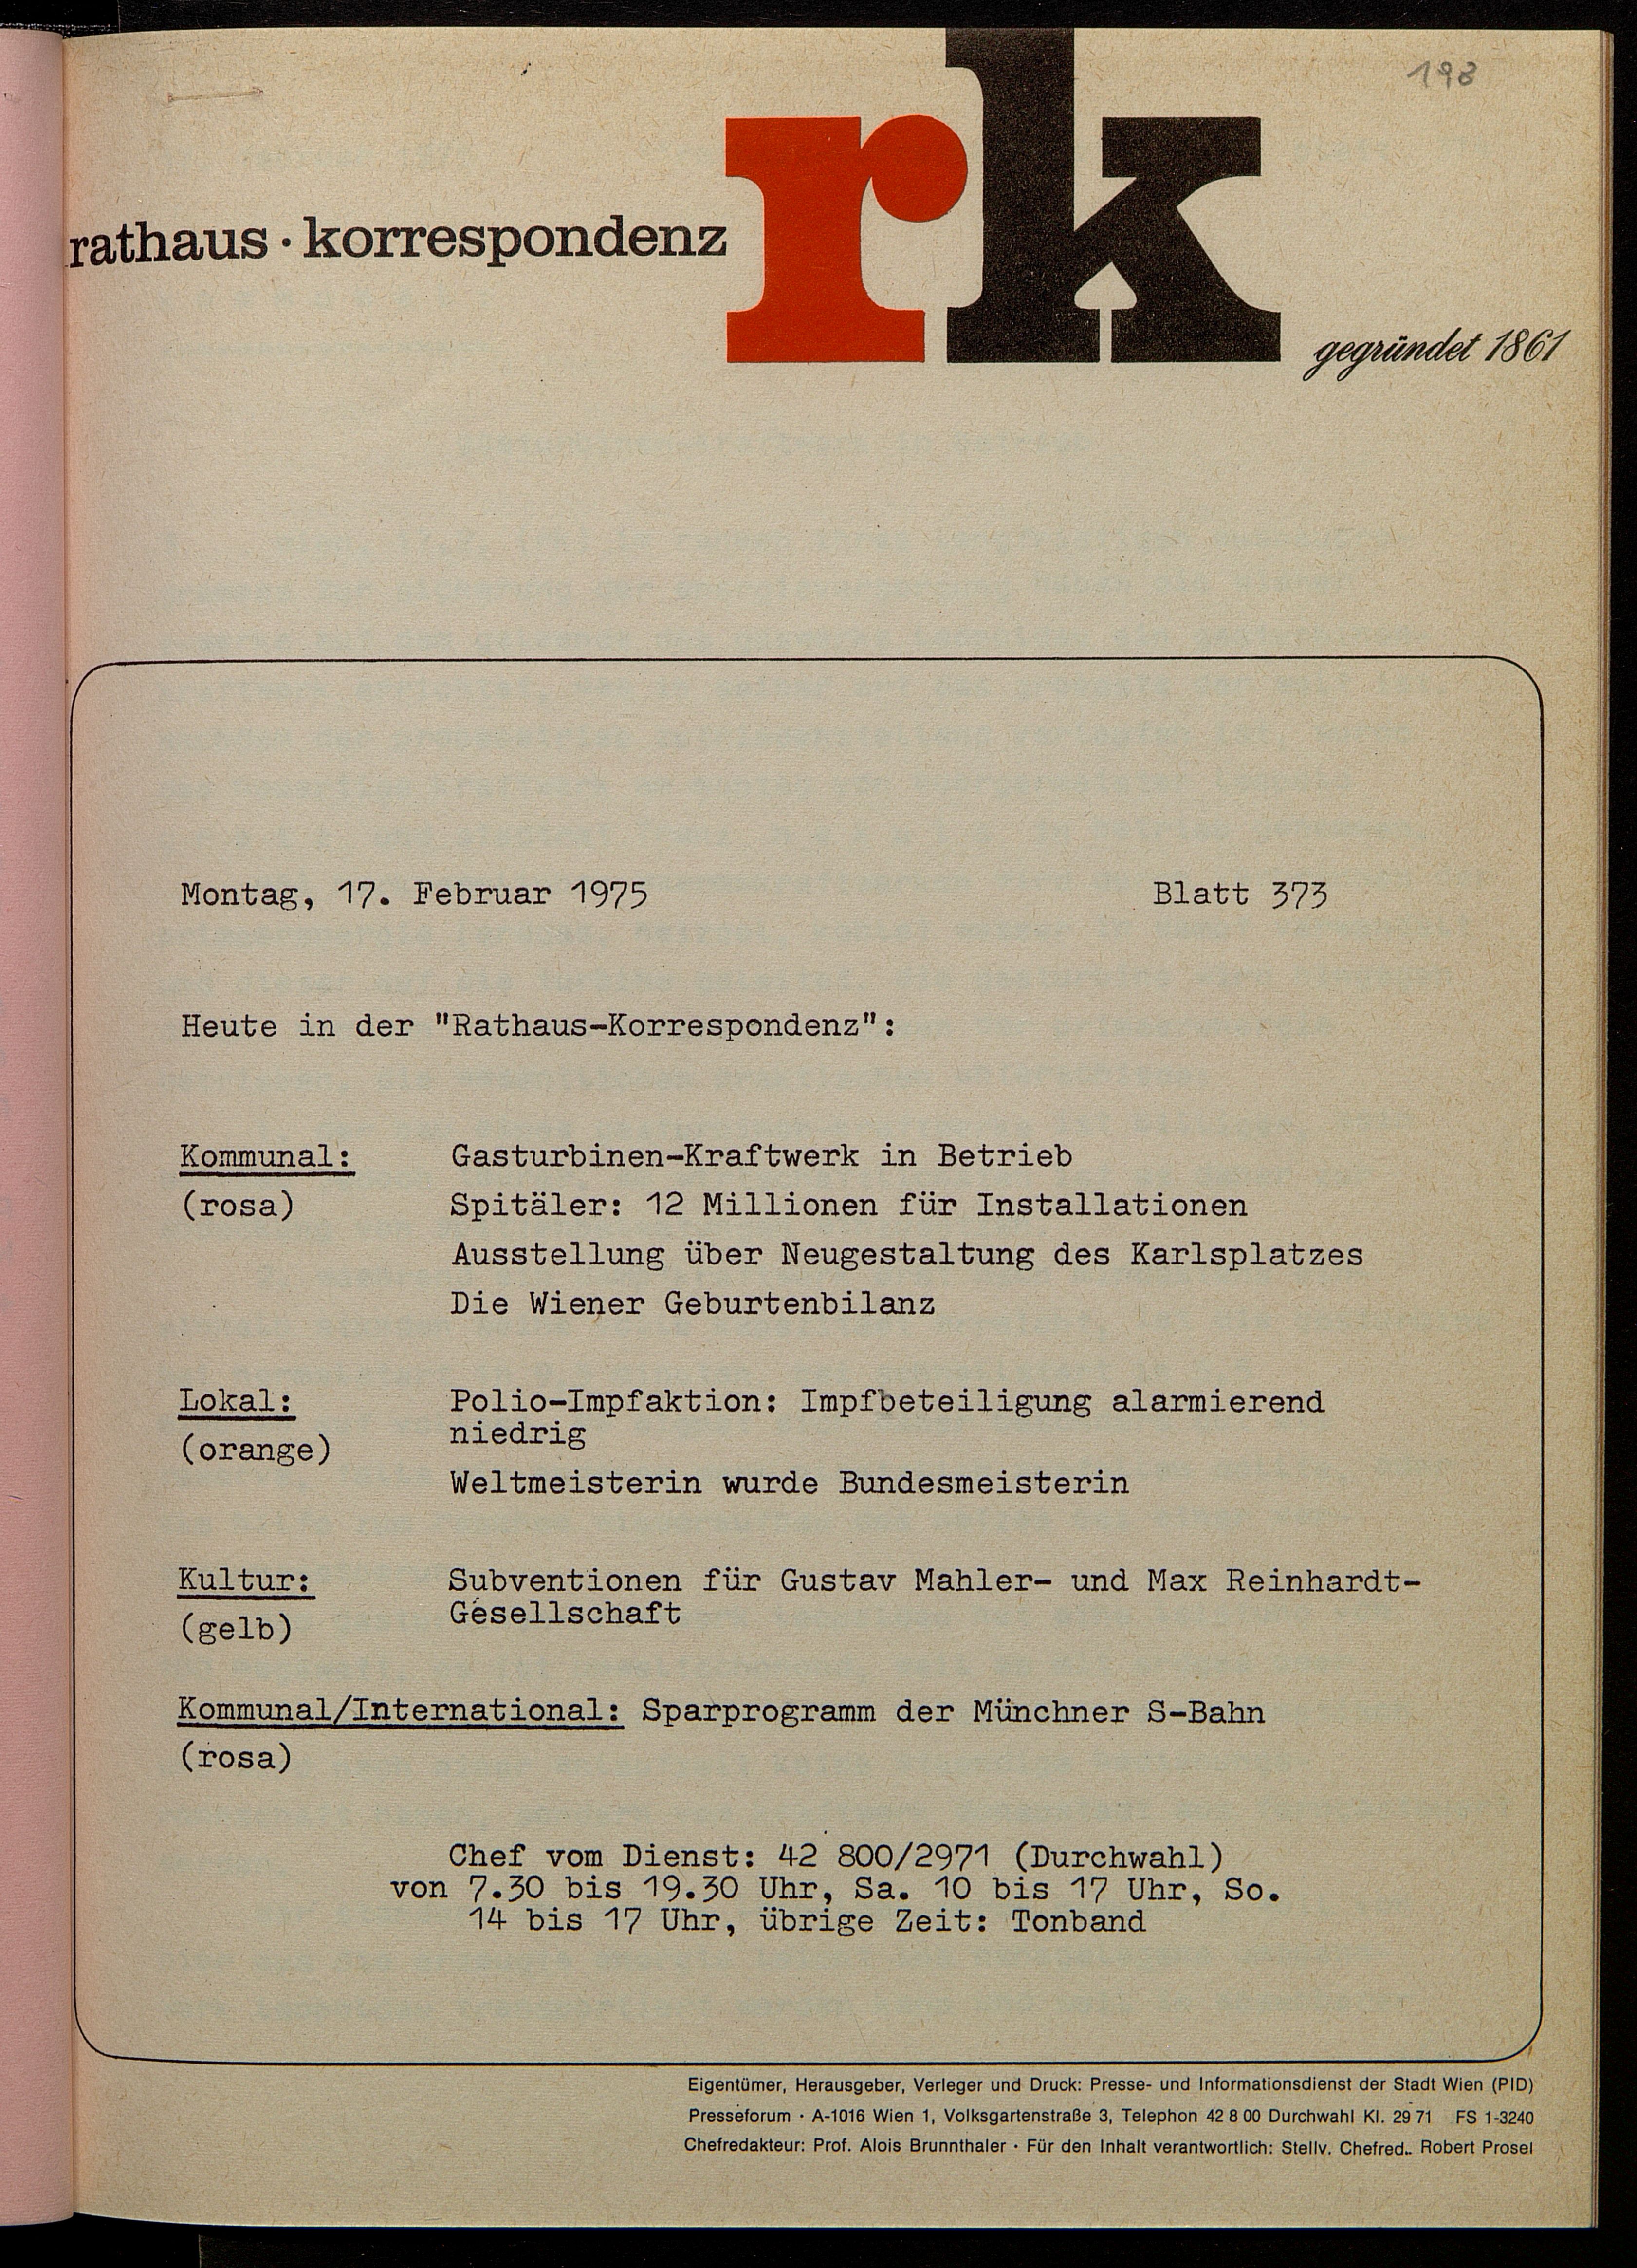 198
rathaus · korrespondenz
rk
gegründet 1861
Montag, 17. Februar 1975 Blatt 373
Heute in der "Rathaus-Korrespondenz":
Kommunal: Gasturbinen-Kraftwerk in Betrieb
(rosa) Spitäler: 12 Millionen für Installationen
Ausstellung über Neugestaltung des Karlsplatzes
Die Wiener Geburtenbilanz
Lokal: Polio-Impfaktion: Impfbeteiligung alarmierend
niedrig
(orange)
Weltmeisterin wurde Bundesmeisterin
Kultur: Subventionen für Gustav Mahler- und Max Reinhardt-
Gesellschaft
(gelb)
Kommunal/International: Sparprogramm der Münchner S-Bahn
(rosa)
Chef vom Dienst: 42 800/2971 (Durchwahl)
von 7.30 bis 19.30 Uhr, Sa. 10 bis 17 Uhr, So.
14 bis 17 Uhr, übrige Zeit: Tonband
Eigentümer, Herausgeber, Verleger und Druck: Presse- und Informationsdienst der Stadt Wien (PID)
Presseforum · A-1016 Wien 1, Volksgartenstraße 3, Telephon 42 8 00 Durchwahl Kl. 29 71 FS 1-3240
Chefredakteur: Prof. Alois Brunnthaler · Für den Inhalt verantwortlich: Stellv. Chefred.. Robert Prosel